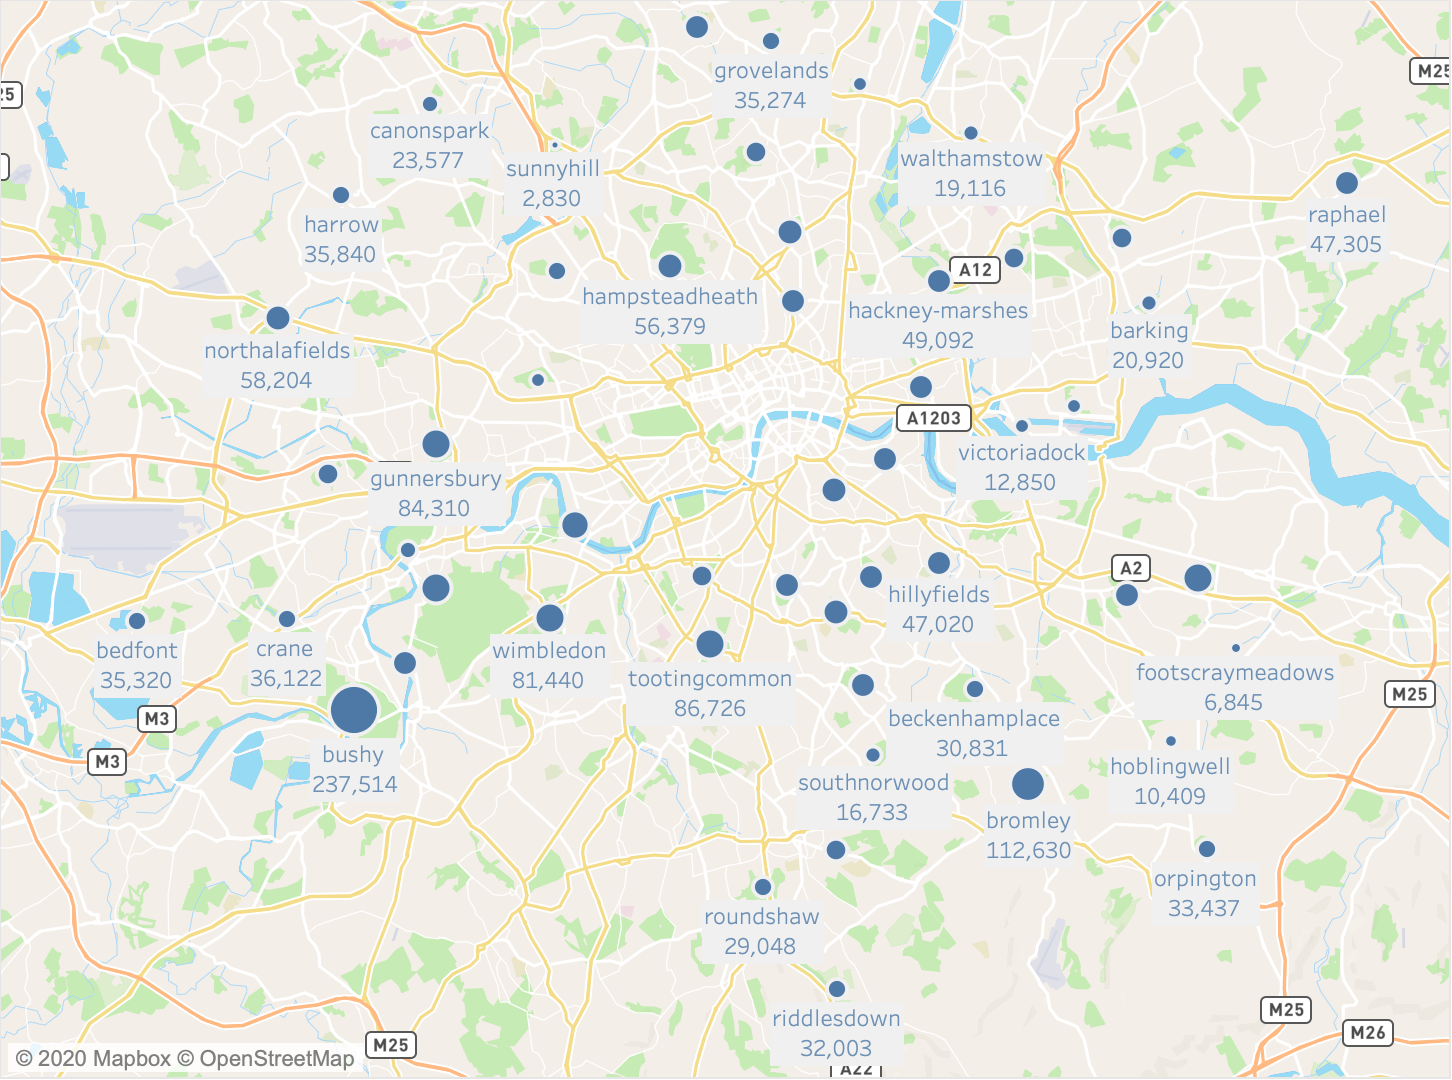 grovelands
35,274
M25
25
canonspark
23,577
sunnyhill
2,830
walthamstow
19,116
harrow
35,840
raphael
47,305
A12
hampsteadheath
56,379
hackney-marshes
49,092
barking
20,920
northalafields
58,204
A1203
gunnersbury
84,310
victoriadock
12,850
A2
hillyfields
47,020
bedfont
35,320
crane
36,122
wimbledon
81,440
tootingcommon
86,726
footscraymeadows
6,845
M25
M3
M3
beckenhamplace
30,831
bushy
237,514
southnorwood
16,733
hoblingwell
10,409
bromley
112,630
orpington
33,437
roundshaw
29,048
riddlesdown
32,003
M25
M26
M25
A22
© 2020 Mapbox © OpenStreetMap